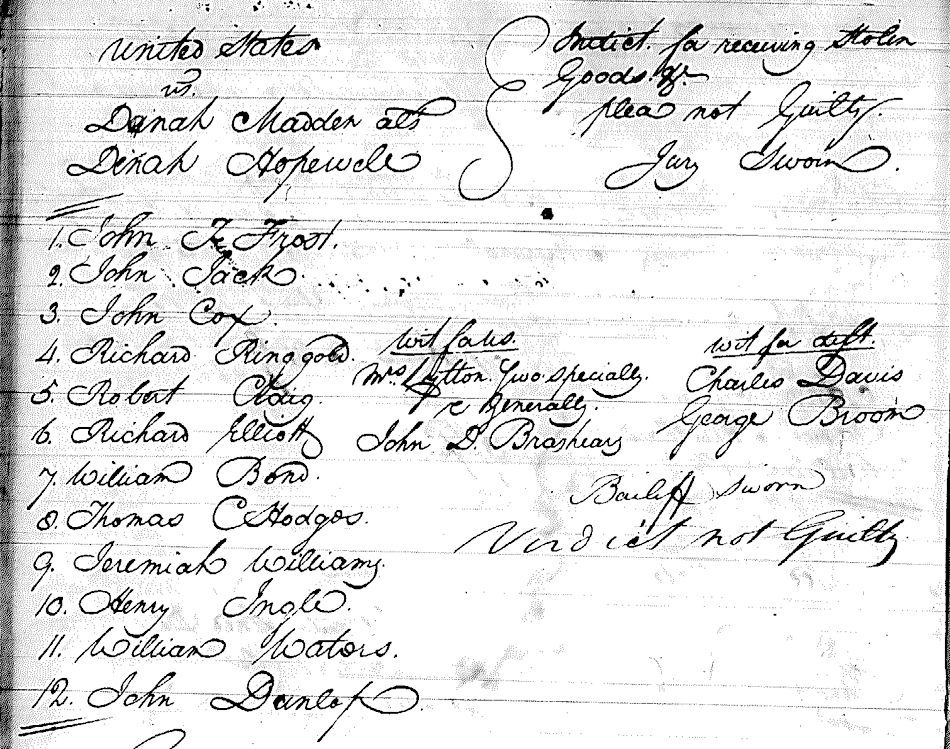 United States
vs.
Dinah Madden als
Dinah Hopewell
Indict. for receiving Stolen
Goods &c
plea not Guilty.
Jury Sworn.
1. John T Frost.
2. John Jack
3. John Cox.
4. Richard Ringgold.
5. Robert Craig.
6. Richard Elliott
7. William Bond.
8. Thomas C Hodges.
9. Jeremiah Williams.
10. Henry Ingle.
11. William Waters.
12. John Dunlop.
wit for us.
Mrs Lytton. two specially.
& Generally.
John D. Brashears
wit for deft.
Charles Davis
George Broom
Bailiff sworn
Verdict not Guilty